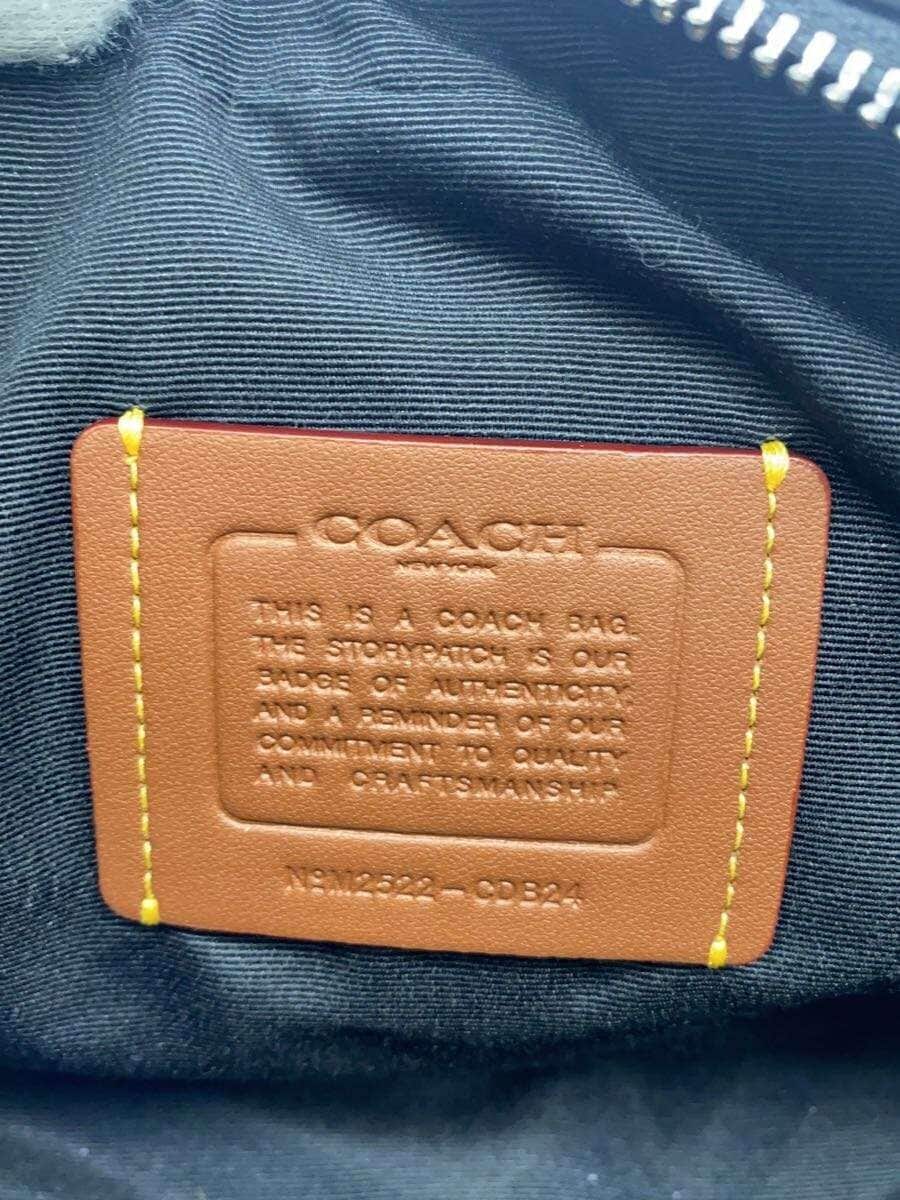 COACH
NEW YORK
THIS IS A COACH BAG.
THE STORYPATCH IS OUR
BADGE OF AUTHENTICITY,
AND A REMINDER OF OUR
COMMITMENT TO QUALITY
AND CRAFTSMANSHIP.
NoM2522-CDB24